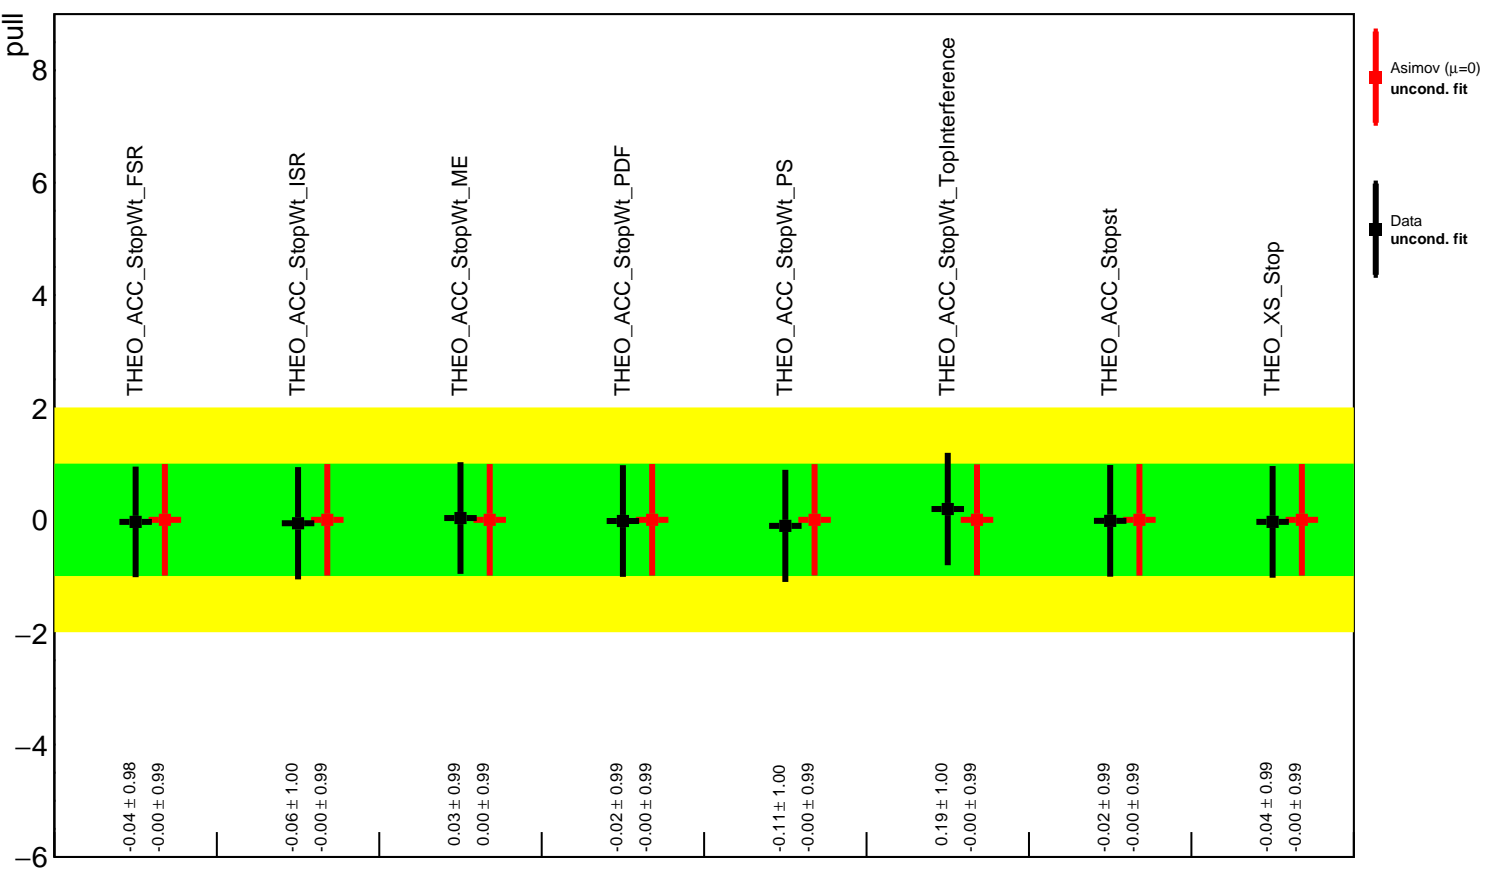 pull
8
6
4
2
0
−2
−4
−6
THEO_ACC_StopWt_FSR
THEO_ACC_StopWt_ISR
THEO_ACC_StopWt_ME
THEO_ACC_StopWt_PDF
THEO_ACC_StopWt_PS
THEO_ACC_StopWt_TopInterference
THEO_ACC_Stopst
THEO_XS_Stop
-0.04 ± 0.98
-0.00 ± 0.99
-0.06 ± 1.00
-0.00 ± 0.99
0.03 ± 0.99
0.00 ± 0.99
-0.02 ± 0.99
-0.00 ± 0.99
-0.11 ± 1.00
-0.00 ± 0.99
0.19 ± 1.00
-0.00 ± 0.99
-0.02 ± 0.99
-0.00 ± 0.99
-0.04 ± 0.99
-0.00 ± 0.99
Asimov (μ=0)
uncond. fit
Data
uncond. fit